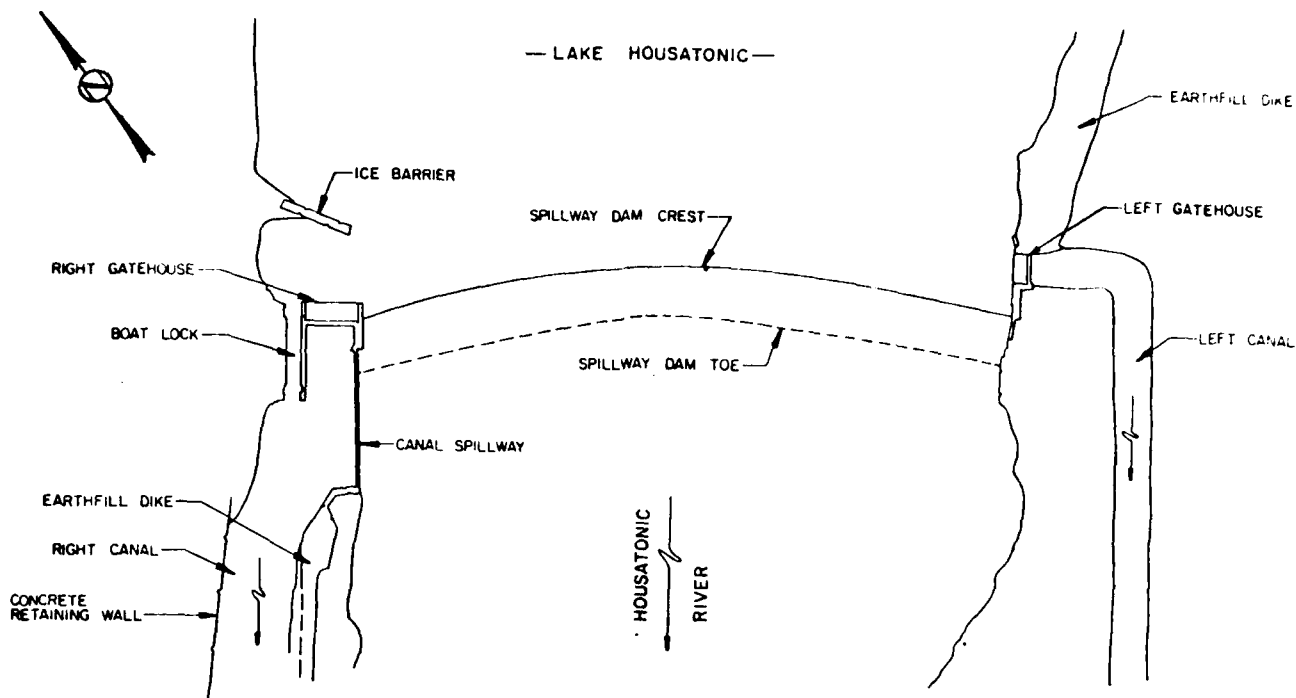 — LAKE HOUSATONIC —
EARTHFILL DIKE
ICE BARRIER
SPILLWAY DAM CREST
LEFT GATEHOUSE
RIGHT GATEHOUSE
BOAT LOCK
LEFT CANAL
SPILLWAY DAM TOE
CANAL SPILLWAY
EARTHFILL DIKE
RIGHT CANAL
CONCRETE
RETAINING WALL
HOUSATONIC
RIVER